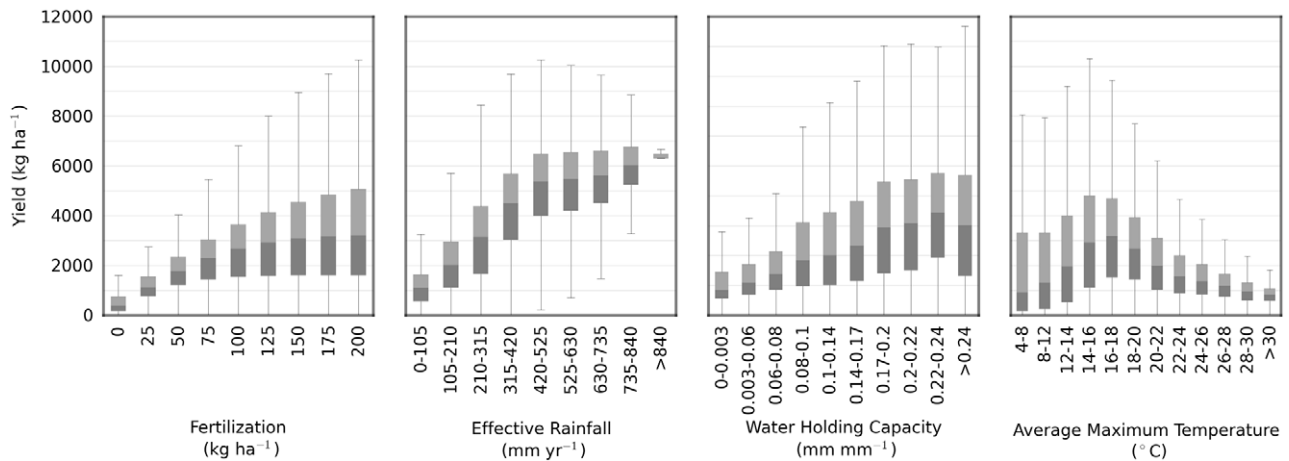 12000
10000
8000
6000
4000
2000
0
Yield (kg ha⁻¹)
0 25 50 75 100 125 150 175 200
Fertilization
(kg ha⁻¹)
0-105 105-210 210-315 315-420 420-525 525-630 630-735 735-840 >840
Effective Rainfall
(mm yr⁻¹)
0-0.003 0.003-0.06 0.06-0.08 0.08-0.1 0.1-0.14 0.14-0.17 0.17-0.2 0.2-0.22 0.22-0.24 >0.24
Water Holding Capacity
(mm mm⁻¹)
4-8 8-12 12-14 14-16 16-18 18-20 20-22 22-24 24-26 26-28 28-30 >30
Average Maximum Temperature
(°C)